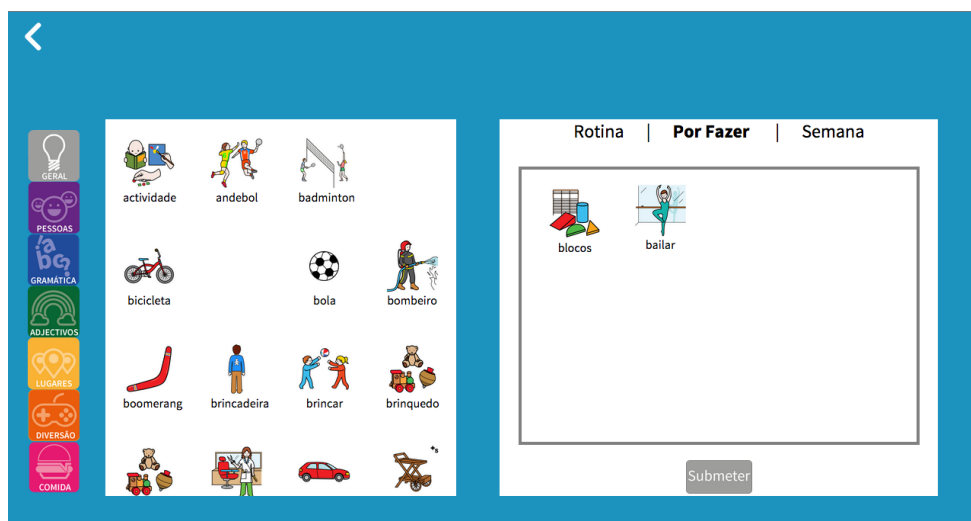 GERAL
PESSOAS
abc?
GRAMÁTICA
ADJECTIVOS
LUGARES
DIVERSÃO
COMIDA
actividade andebol badminton
bicicleta bola bombeiro
boomerang brincadeira brincar brinquedo
+s
Rotina | Por Fazer | Semana
blocos bailar
Submeter